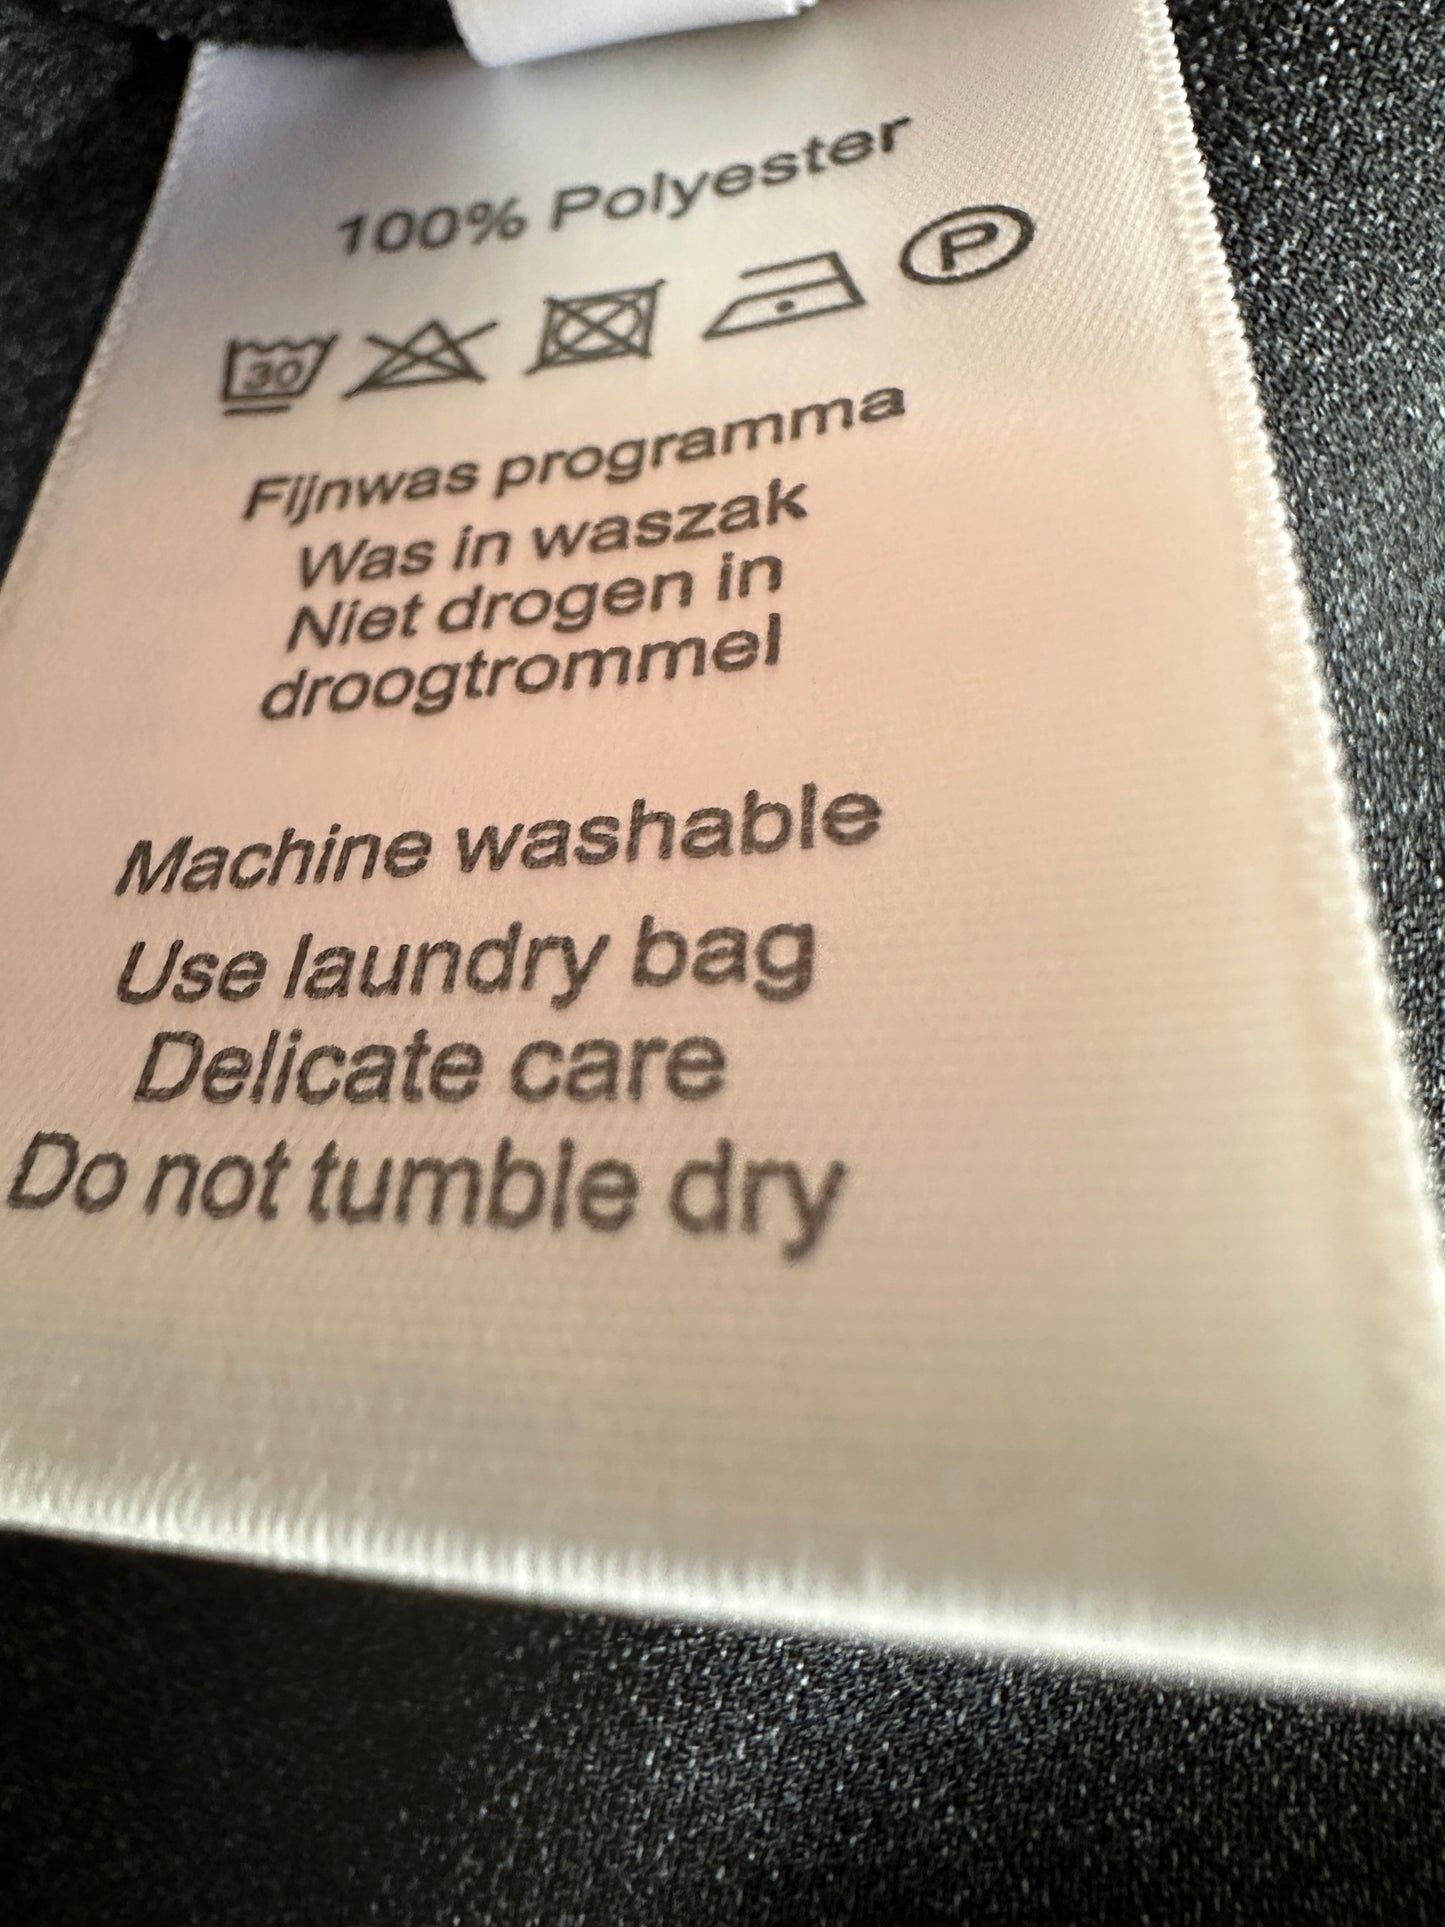 100% Polyester
30 P
Fijnwas programma
Was in waszak
Niet drogen in
droogtrommel
Machine washable
Use laundry bag
Delicate care
Do not tumble dry